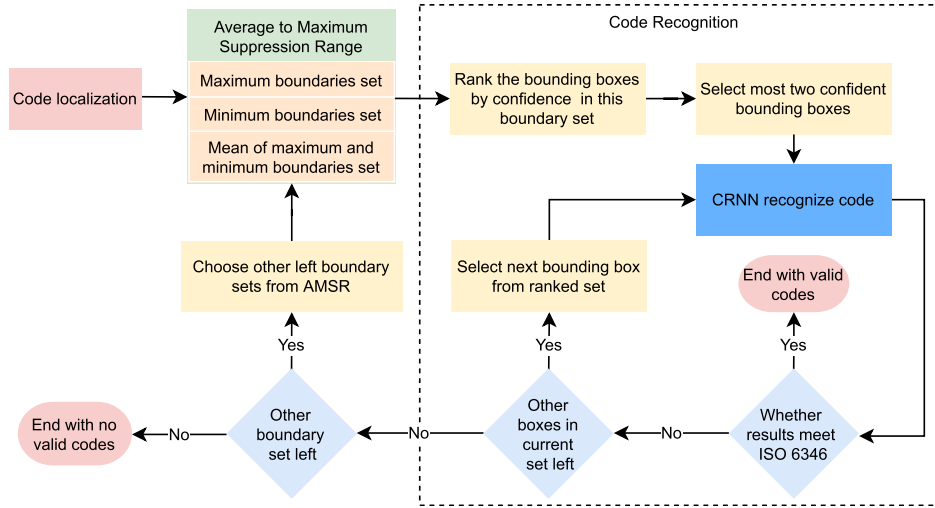 Code Recognition
Average to Maximum
Suppression Range
Code localization
Maximum boundaries set
Minimum boundaries set
Mean of maximum and
minimum boundaries set
Rank the bounding boxes
by confidence in this
boundary set
Select most two confident
bounding boxes
CRNN recognize code
Choose other left boundary
sets from AMSR
Select next bounding box
from ranked set
End with valid
codes
Yes
Yes
Yes
End with no
valid codes
No
Other
boundary
set left
No
Other
boxes in
current
set left
No
Whether
results meet
ISO 6346